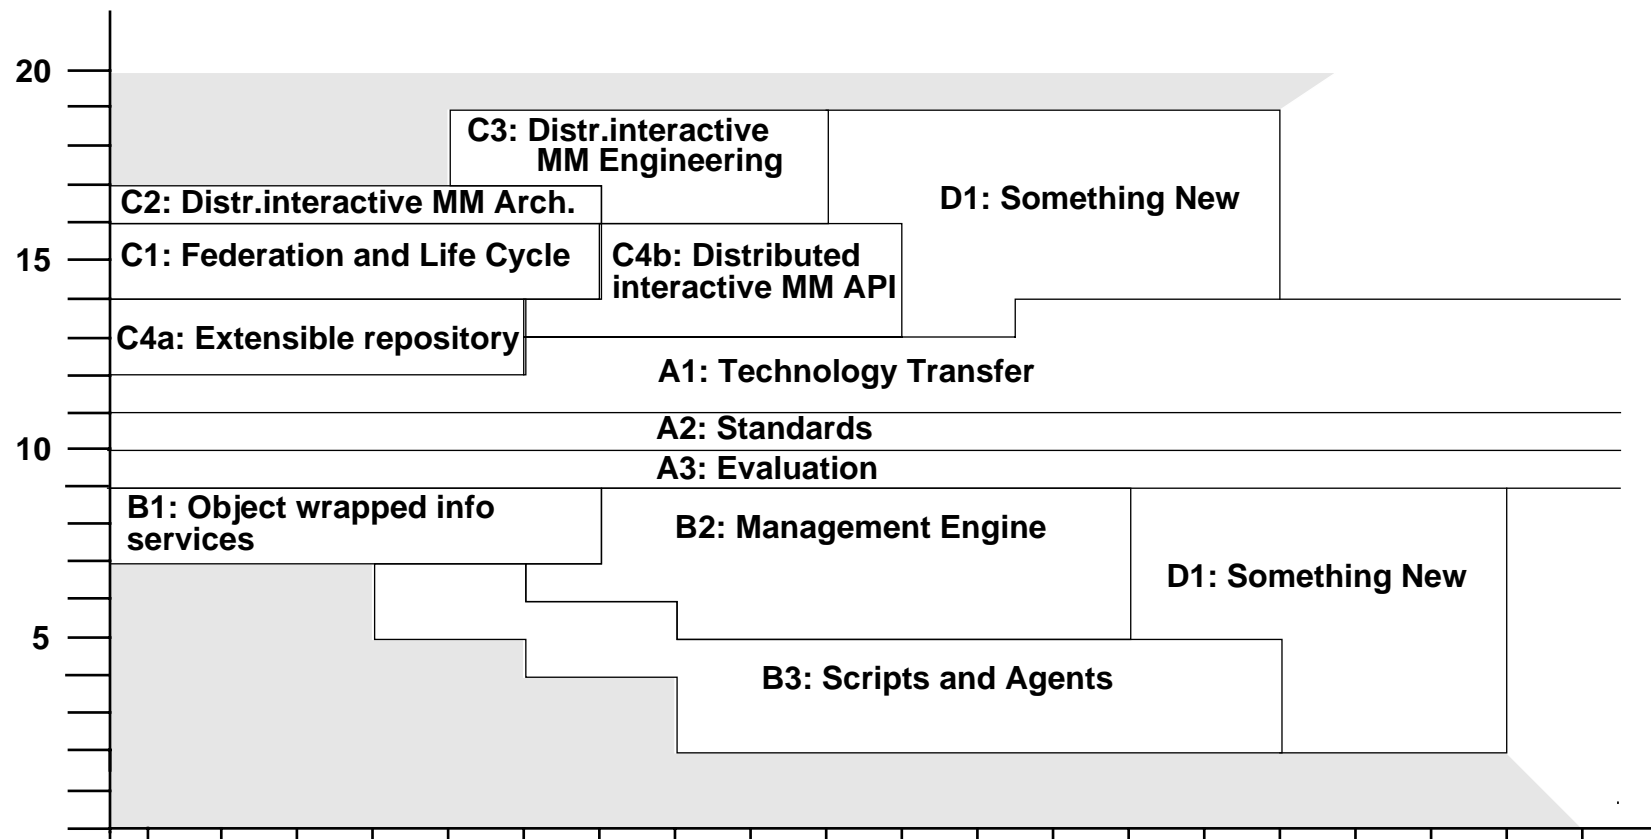 20
C3: Distr.interactive
MM Engineering
C2: Distr.interactive MM Arch.
D1: Something New
15
C1: Federation and Life Cycle
C4b: Distributed
interactive MM API
C4a: Extensible repository
A1: Technology Transfer
A2: Standards
10
A3: Evaluation
B1: Object wrapped info
services
B2: Management Engine
D1: Something New
5
B3: Scripts and Agents